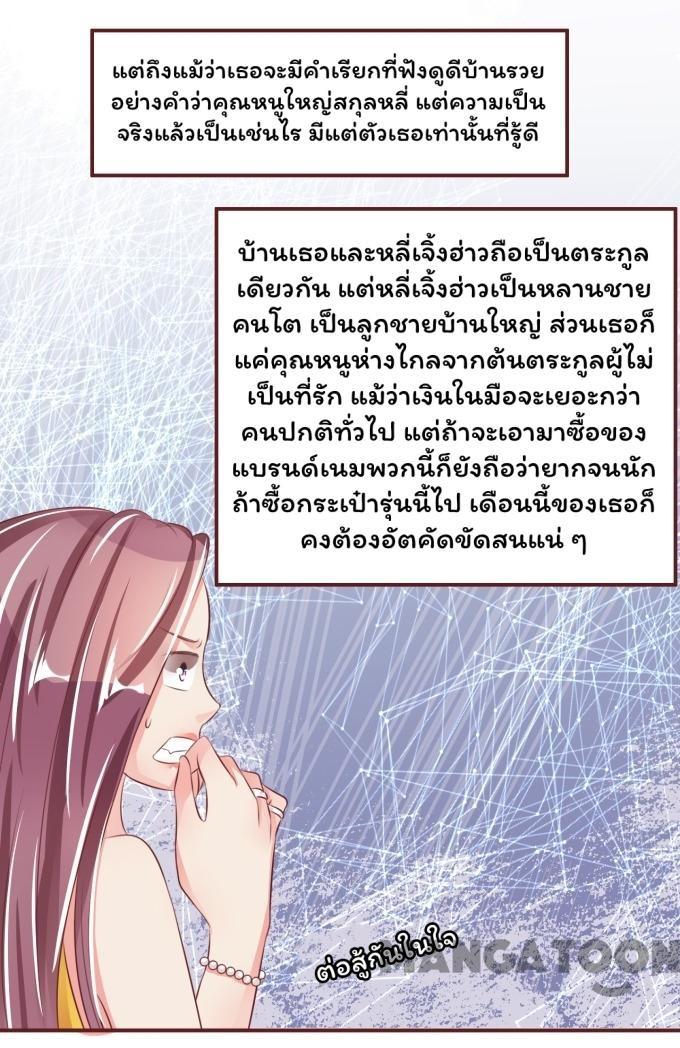 แต่ถึงแม้ว่าเธอจะมีคำเรียกที่ฟังดูดีบ้านรวย
อย่างคำว่าคุณหนูใหญ่สกุลหลี่ แต่ความเป็น
จริงแล้วเป็นเช่นไร มีแต่ตัวเธอเท่านั้นที่รู้ดี
บ้านเธอและหลี่เจิ้งฮ่าวถือเป็นตระกูล
เดียวกัน แต่หลี่เจิ้งฮ่าวเป็นหลานชาย
คนโต เป็นลูกชายบ้านใหญ่ ส่วนเธอก็
แค่คุณหนูห่างไกลจากต้นตระกูลผู้ไม่
เป็นที่รัก แม้ว่าเงินในมือจะเยอะกว่า
คนปกติทั่วไป แต่ถ้าจะเอามาซื้อของ
แบรนด์เนมพวกนี้ก็ยังถือว่ายากจนนัก
ถ้าซื้อกระเป๋ารุ่นนี้ไป เดือนนี้ของเธอก็
คงต้องอัตคัดขัดสนแน่ ๆ
ต่อสู้กันในใจ
MANGATOON